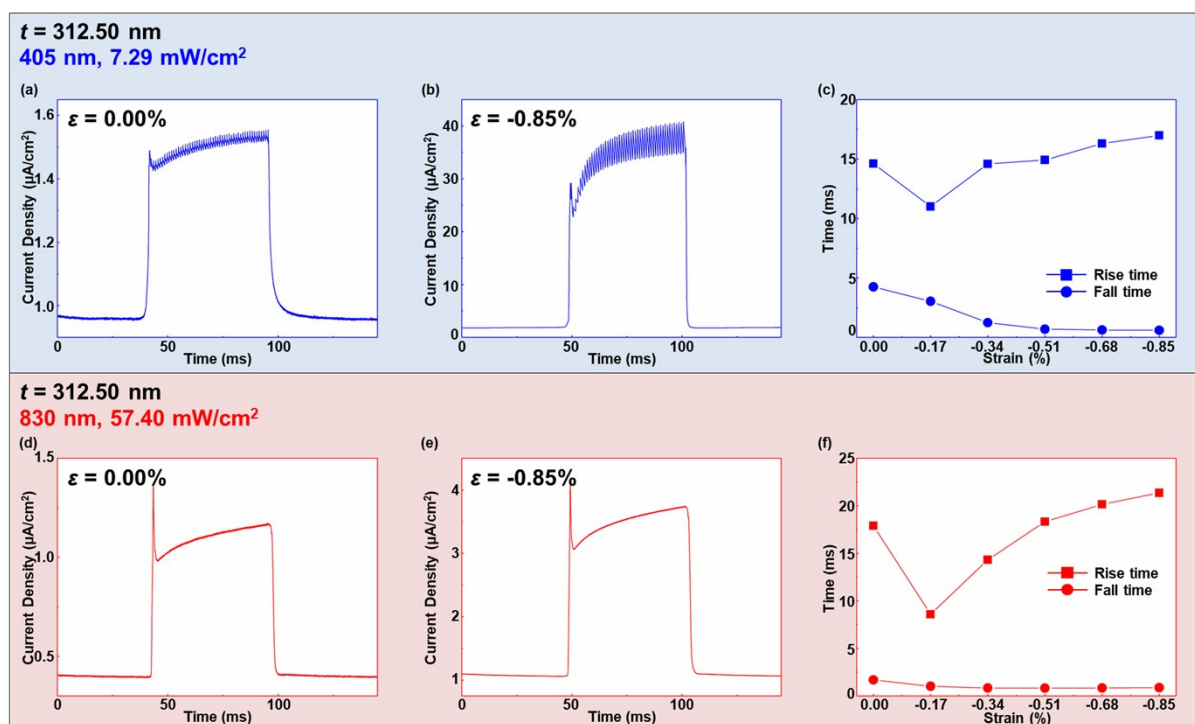 t = 312.50 nm
405 nm, 7.29 mW/cm²
(a)
ε = 0.00%
1.6
1.4
1.2
1.0
Current Density (µA/cm²)
0
50
100
Time (ms)
(b)
ε = -0.85%
40
30
20
10
0
Current Density (µA/cm²)
0
50
100
Time (ms)
(c)
20
15
10
5
0
Time (ms)
Rise time
Fall time
0.00
-0.17
-0.34
-0.51
-0.68
-0.85
Strain (%)
t = 312.50 nm
830 nm, 57.40 mW/cm²
(d)
ε = 0.00%
1.5
1.0
0.5
Current Density (µA/cm²)
0
50
100
Time (ms)
(e)
ε = -0.85%
4
3
2
1
Current Density (µA/cm²)
0
50
100
Time (ms)
(f)
25
20
15
10
5
0
Time (ms)
Rise time
Fall time
0.00
-0.17
-0.34
-0.51
-0.68
-0.85
Strain (%)